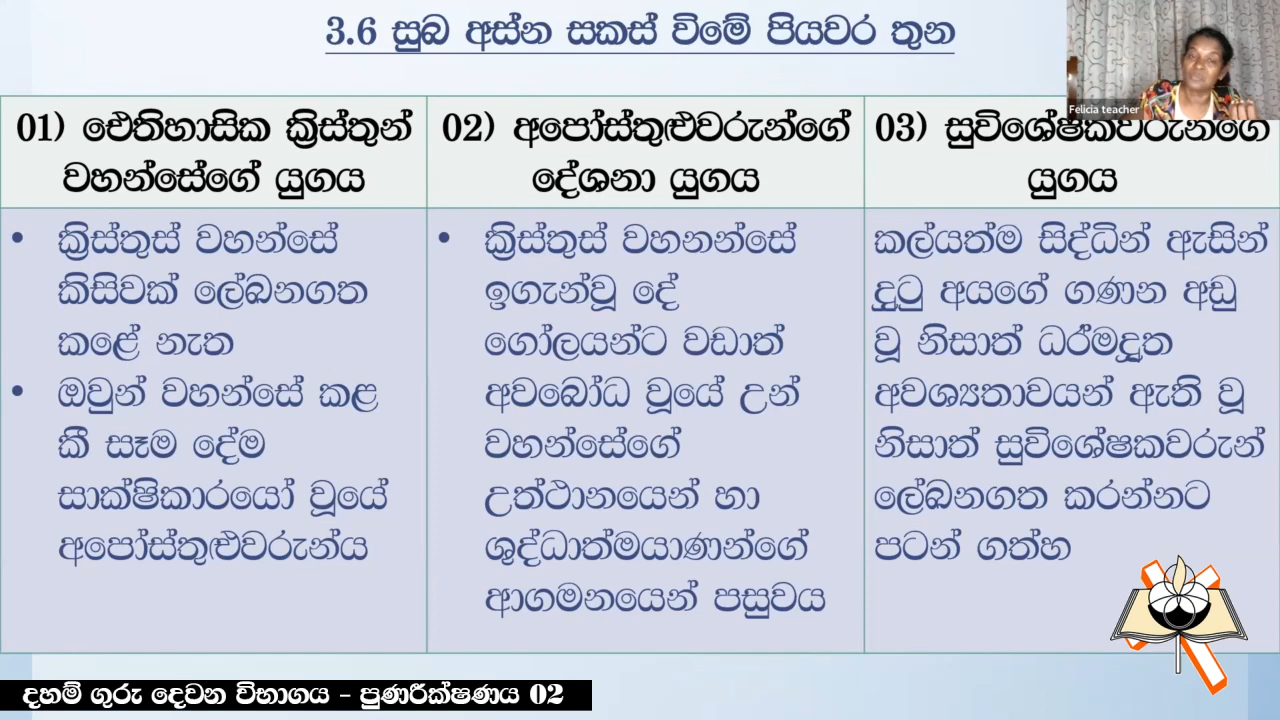 3.6 සුබ අස්න සකස් වීමේ පියවර තුන
Felicia teacher
01) ඓතිහාසික ක්‍රිස්තුන්
වහන්සේගේ යුගය
02) අපෝස්තුළුවරුන්ගේ
දේශනා යුගය
03) සුවිශේෂකවරුන්ගේ
යුගය
• ක්‍රිස්තුස් වහන්සේ
කිසිවක් ලේඛනගත
කළේ නැත
• ඔවුන් වහන්සේ කළ
කී සෑම දේම
සාක්ෂිකාරයෝ වූයේ
අපෝස්තුළුවරුන්ය
• ක්‍රිස්තුස් වහනන්සේ
ඉගැන්වූ දේ
ගෝලයන්ට වඩාත්
අවබෝධ වූයේ උන්
වහන්සේගේ
උත්ථානයෙන් හා
ශුද්ධාත්මයාණන්ගේ
ආගමනයෙන් පසුවය
කල්යත්ම සිද්ධීන් ඇසින්
දුටු අයගේ ගණන අඩු
වූ නිසාත් ධර්මදූත
අවශ්‍යතාවයන් ඇති වූ
නිසාත් සුවිශේෂකවරුන්
ලේඛනගත කරන්නට
පටන් ගත්හ
දහම් ගුරු දෙවන විභාගය - පුණරීක්ෂණය 02